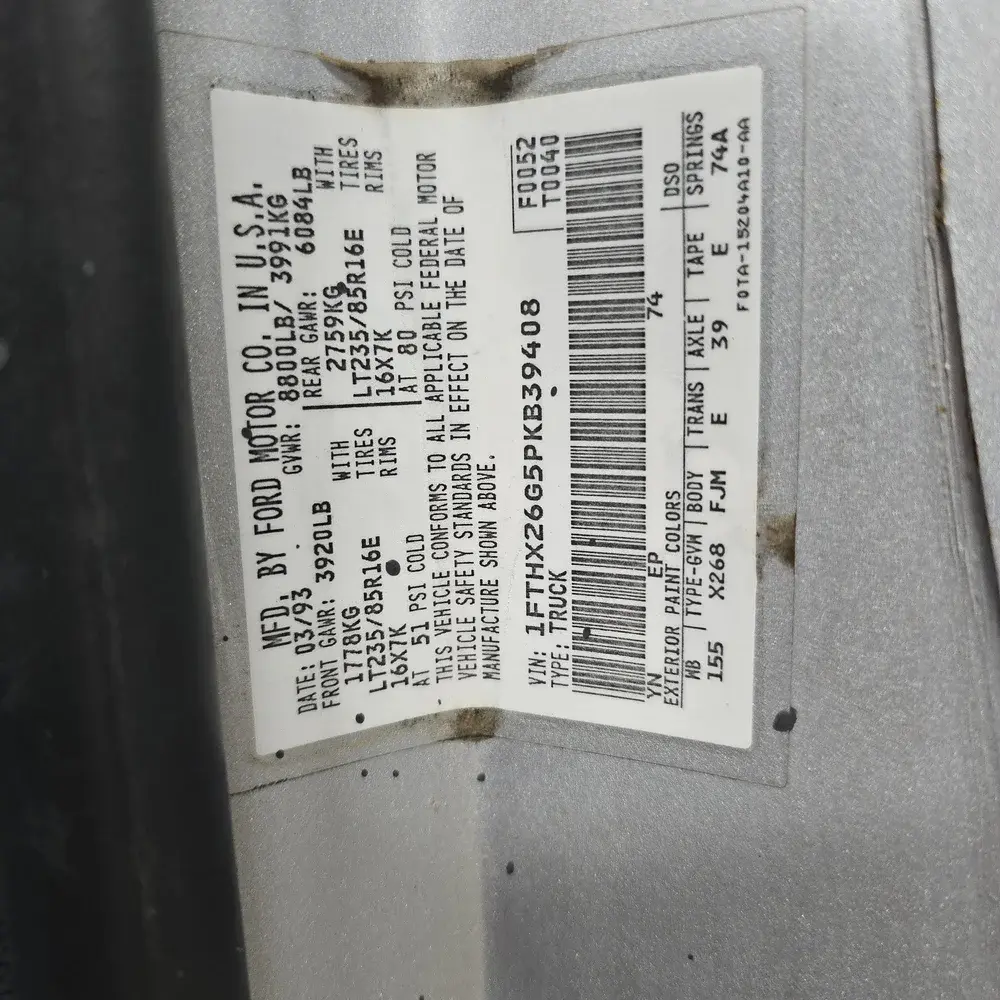 MFD. BY FORD MOTOR CO. IN U.S.A.
DATE: 03/93 GVWR: 8800LB/ 3991KG
FRONT GAWR: 3920LB REAR GAWR: 6084LB
1778KG WITH 2759KG WITH
LT235/85R16E TIRES LT235/85R16E TIRES
16X7K RIMS 16X7K RIMS
AT 51 PSI COLD AT 80 PSI COLD
THIS VEHICLE CONFORMS TO ALL APPLICABLE FEDERAL MOTOR
VEHICLE SAFETY STANDARDS IN EFFECT ON THE DATE OF
MANUFACTURE SHOWN ABOVE.
F0052
VIN: 1FTHX26G5PKB39408 T0040
TYPE: TRUCK
YN EP 74
EXTERIOR PAINT COLORS DSO
WB TYPE-GVW BODY TRANS AXLE TAPE SPRINGS
155 X268 FJM E 39 E 74A
F0TA-15204A10-AA